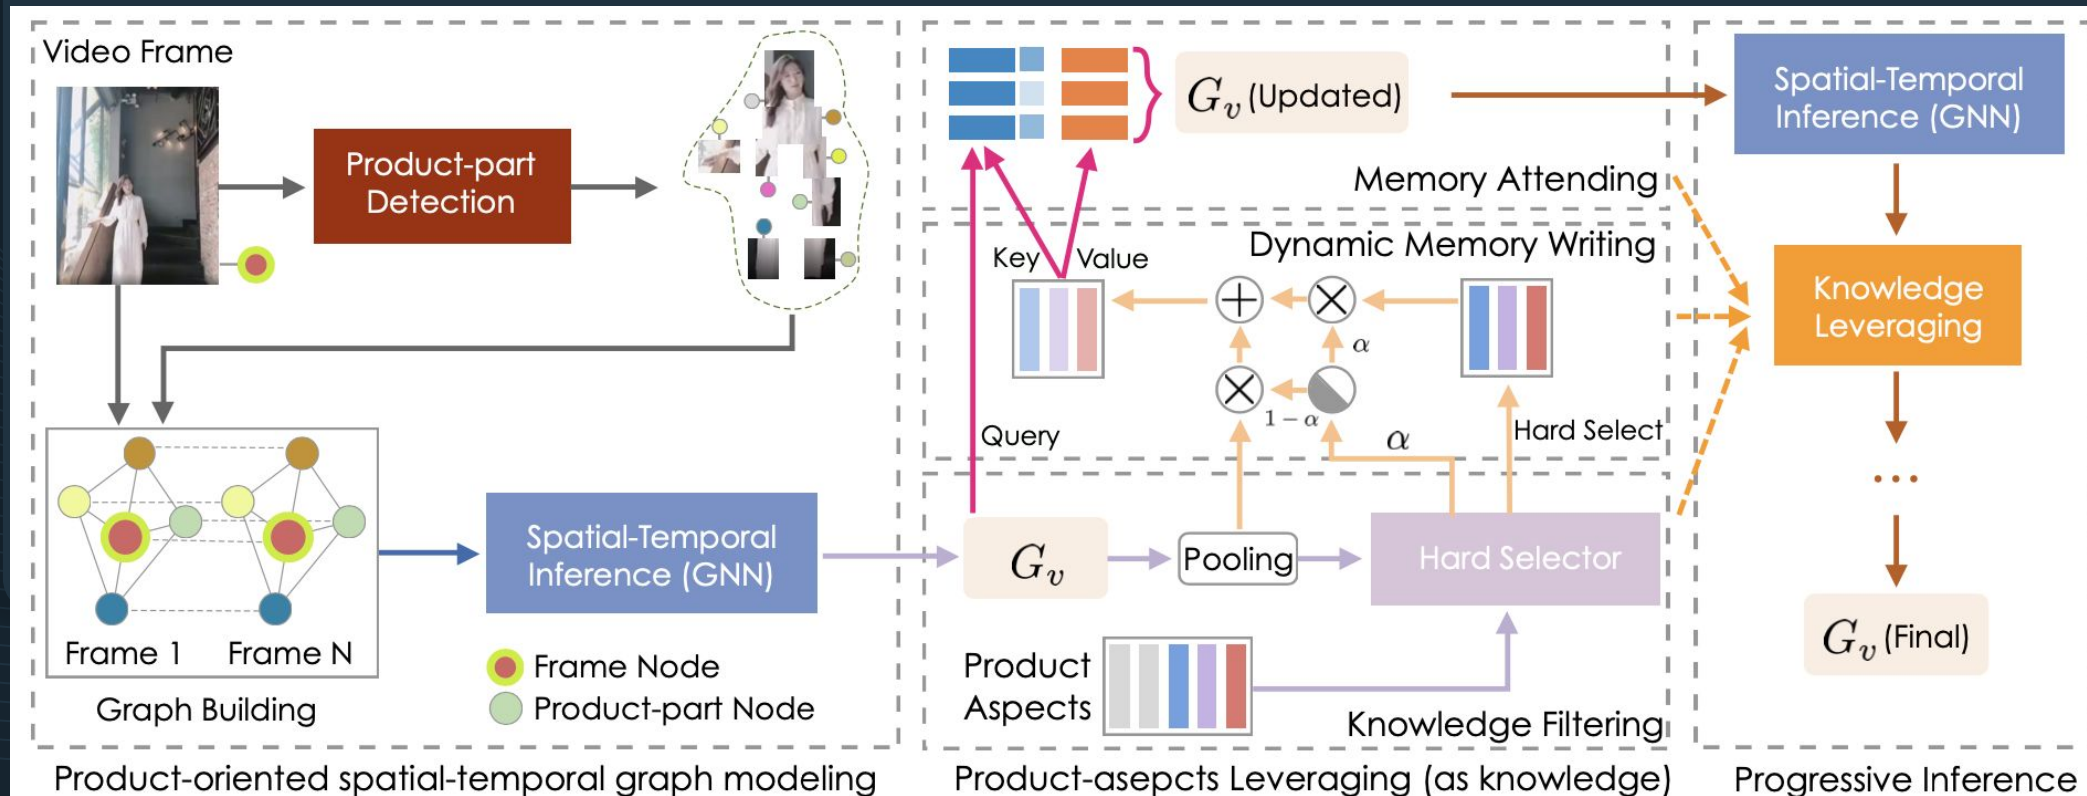 Video Frame
Product-part
Detection
Frame 1
Frame N
Graph Building
Spatial-Temporal
Inference (GNN)
Frame Node
Product-part Node
Product-oriented spatial-temporal graph modeling
G_v (Updated)
Memory Attending
Dynamic Memory Writing
Key
Value
α
1 − α
α
Query
Hard Select
G_v
Pooling
Hard Selector
Product
Aspects
Knowledge Filtering
Product-asepcts Leveraging (as knowledge)
Spatial-Temporal
Inference (GNN)
Knowledge
Leveraging
...
G_v (Final)
Progressive Inference